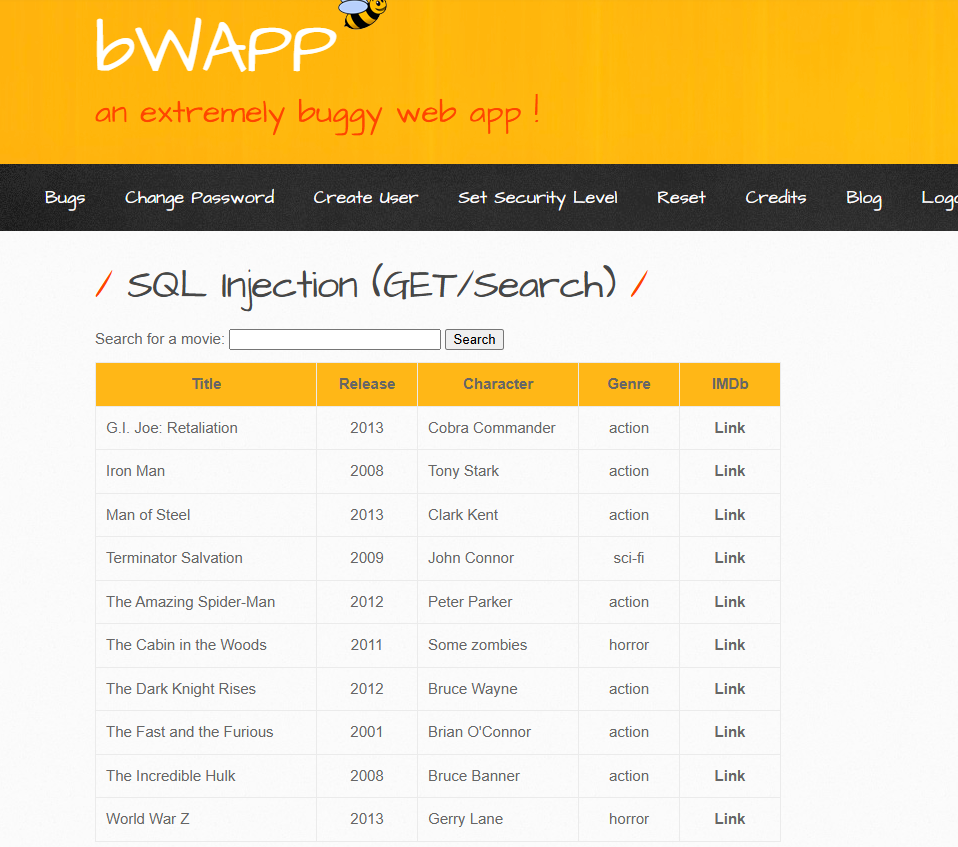 bWAPP
an extremely buggy web app !
Bugs Change Password Create User Set Security Level Reset Credits Blog
/ SQL Injection (GET/Search) /
Search for a movie: Search
Title Release Character Genre IMDb
G.I. Joe: Retaliation 2013 Cobra Commander action Link
Iron Man 2008 Tony Stark action Link
Man of Steel 2013 Clark Kent action Link
Terminator Salvation 2009 John Connor sci-fi Link
The Amazing Spider-Man 2012 Peter Parker action Link
The Cabin in the Woods 2011 Some zombies horror Link
The Dark Knight Rises 2012 Bruce Wayne action Link
The Fast and the Furious 2001 Brian O'Connor action Link
The Incredible Hulk 2008 Bruce Banner action Link
World War Z 2013 Gerry Lane horror Link